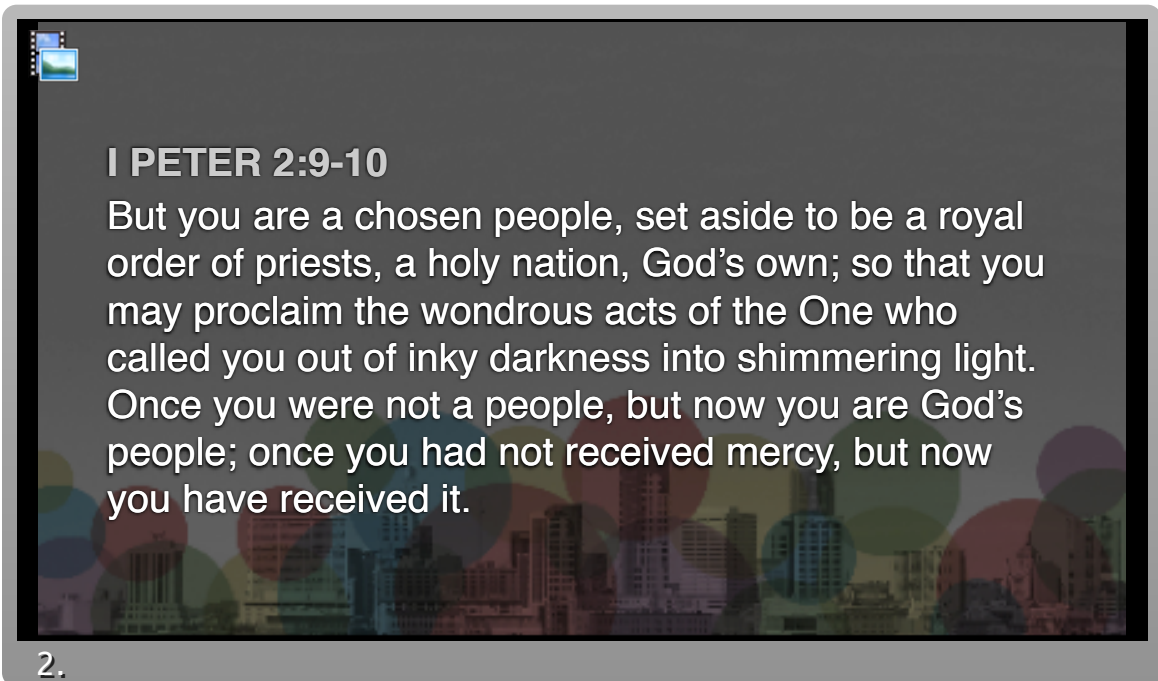 I PETER 2:9-10
But you are a chosen people, set aside to be a royal
order of priests, a holy nation, God’s own; so that you
may proclaim the wondrous acts of the One who
called you out of inky darkness into shimmering light.
Once you were not a people, but now you are God’s
people; once you had not received mercy, but now
you have received it.
2.